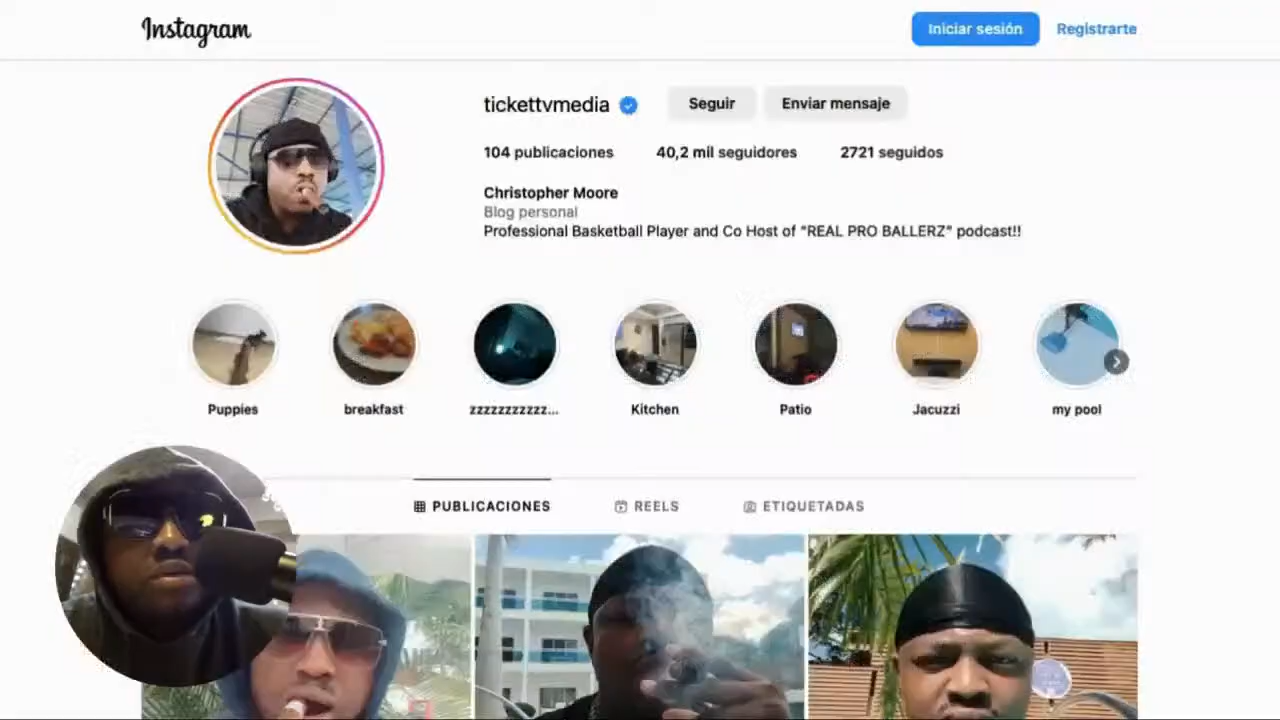 Instagram
Iniciar sesión
Registrarte
tickettvmedia
Seguir
Enviar mensaje
104 publicaciones
40,2 mil seguidores
2721 seguidos
Christopher Moore
Blog personal
Professional Basketball Player and Co Host of "REAL PRO BALLERZ" podcast!!
Puppies
breakfast
zzzzzzzzzzz...
Kitchen
Patio
Jacuzzi
my pool
PUBLICACIONES
REELS
ETIQUETADAS